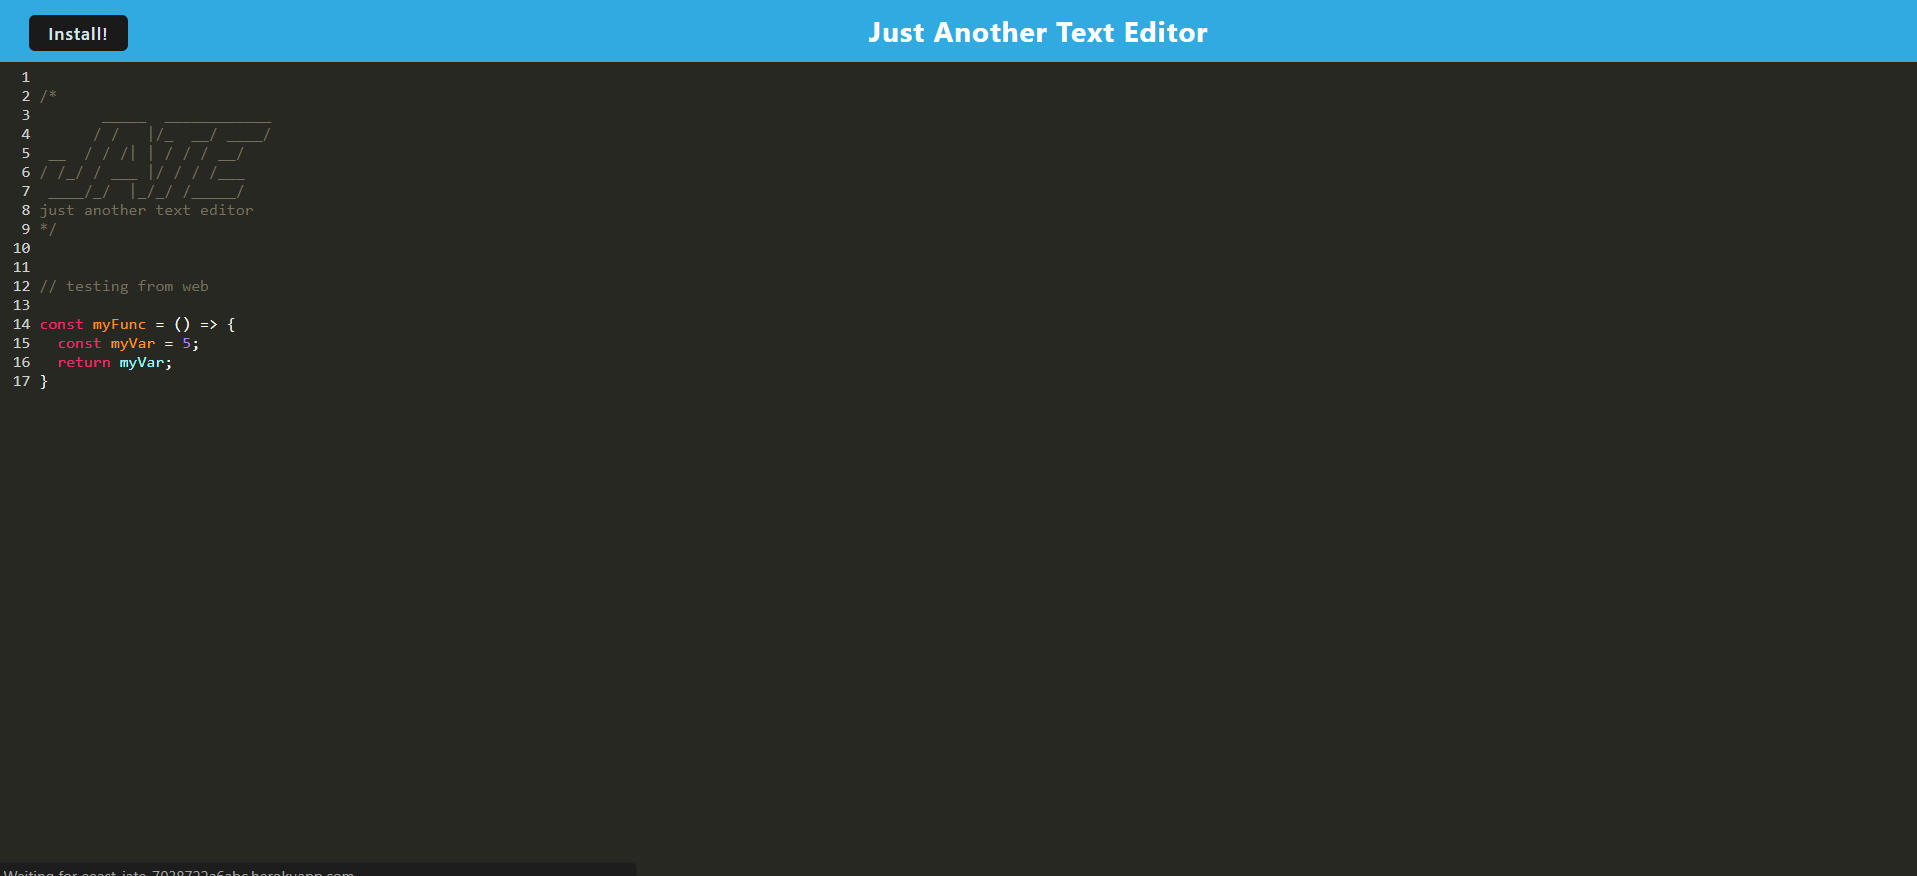 Install!
Just Another Text Editor
1
2 /*
3        _____  ____________
4       / /   |/_  __/ ____/
5  __  / / /| | / / / __/
6 / /_/ / ___ |/ / / /___
7  ____/_/  |_/_/ /_____/
8 just another text editor
9 */
10
11
12 // testing from web
13
14 const myFunc = () => {
15   const myVar = 5;
16   return myVar;
17 }